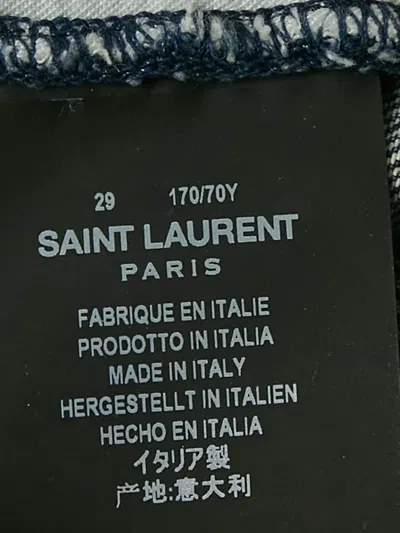 29 170/70Y
SAINT LAURENT
PARIS
FABRIQUE EN ITALIE
PRODOTTO IN ITALIA
MADE IN ITALY
HERGESTELLT IN ITALIEN
HECHO EN ITALIA
イタリア製
产地:意大利